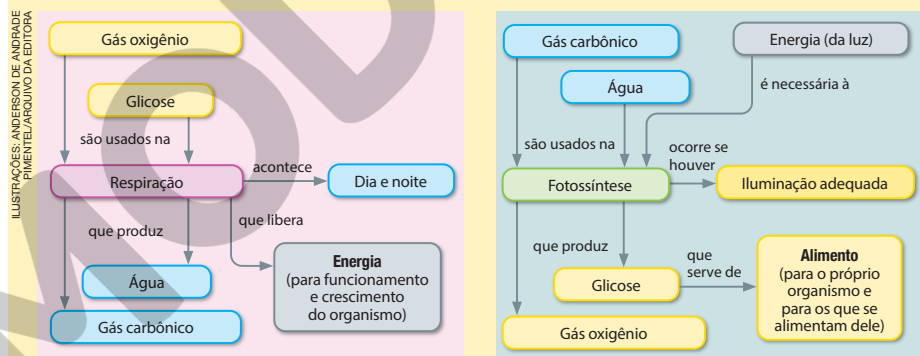 ILUSTRAÇÕES: ANDERSON DE ANDRADE
PIMENTEL/ARQUIVO DA EDITORA
Gás oxigênio
Glicose
são usados na
Respiração
acontece
Dia e noite
que produz
que libera
Água
Gás carbônico
Energia
(para funcionamento
e crescimento
do organismo)
Gás carbônico
Energia (da luz)
Água
é necessária à
são usados na
ocorre se
houver
Fotossíntese
Iluminação adequada
que produz
Glicose
que
serve de
Alimento
(para o próprio
organismo e
para os que se
alimentam dele)
Gás oxigênio